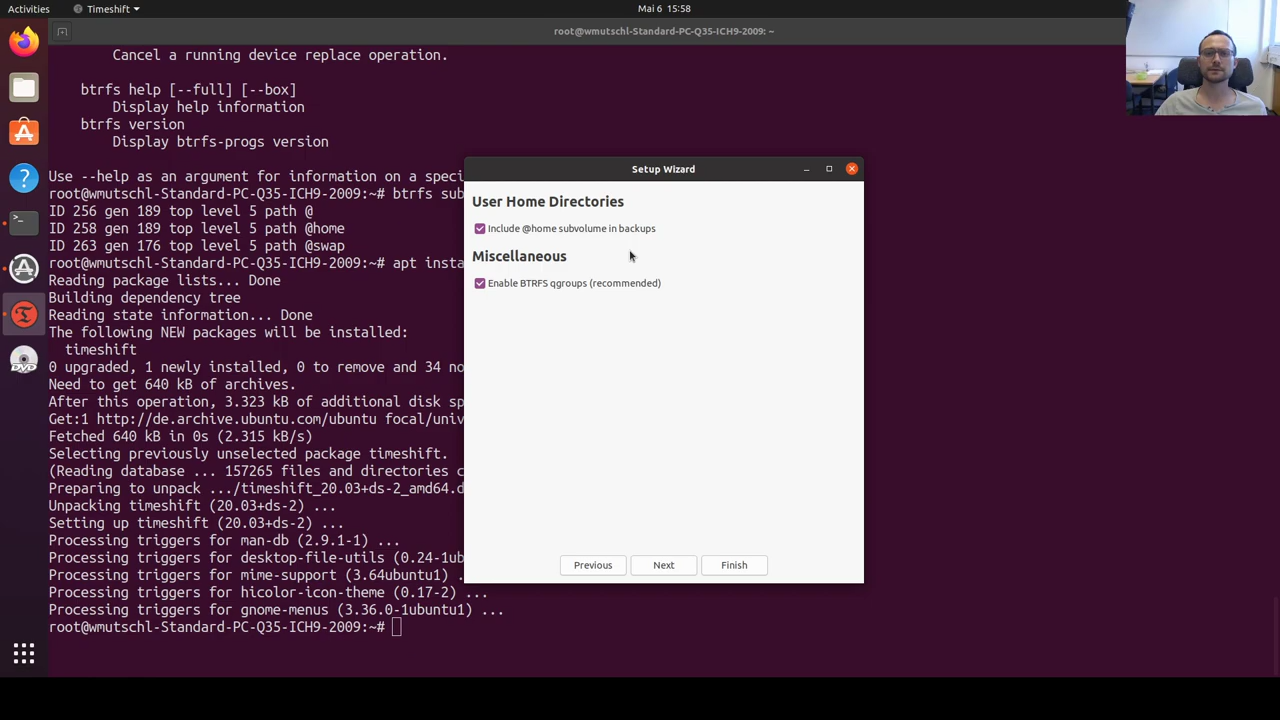 Activities
Timeshift
Mai 6 15:58
root@wmutschl-Standard-PC-Q35-ICH9-2009: ~
Cancel a running device replace operation.
btrfs help [--full] [--box]
Display help information
btrfs version
Display btrfs-progs version
Use --help as an argument for information on a speci
root@wmutschl-Standard-PC-Q35-ICH9-2009:~# btrfs sub
ID 256 gen 189 top level 5 path @
ID 258 gen 189 top level 5 path @home
ID 263 gen 176 top level 5 path @swap
root@wmutschl-Standard-PC-Q35-ICH9-2009:~# apt insta
Reading package lists... Done
Building dependency tree
Reading state information... Done
The following NEW packages will be installed:
timeshift
0 upgraded, 1 newly installed, 0 to remove and 34 no
Need to get 640 kB of archives.
After this operation, 3.323 kB of additional disk sp
Get:1 http://de.archive.ubuntu.com/ubuntu focal/univ
Fetched 640 kB in 0s (2.315 kB/s)
Selecting previously unselected package timeshift.
(Reading database ... 157265 files and directories c
Preparing to unpack .../timeshift_20.03+ds-2_amd64.d
Unpacking timeshift (20.03+ds-2) ...
Setting up timeshift (20.03+ds-2) ...
Processing triggers for man-db (2.9.1-1) ...
Processing triggers for desktop-file-utils (0.24-1ub
Processing triggers for mime-support (3.64ubuntu1) .
Processing triggers for hicolor-icon-theme (0.17-2) ...
Processing triggers for gnome-menus (3.36.0-1ubuntu1) ...
root@wmutschl-Standard-PC-Q35-ICH9-2009:~#
Setup Wizard
User Home Directories
Include @home subvolume in backups
Miscellaneous
Enable BTRFS qgroups (recommended)
Previous
Next
Finish
DVD